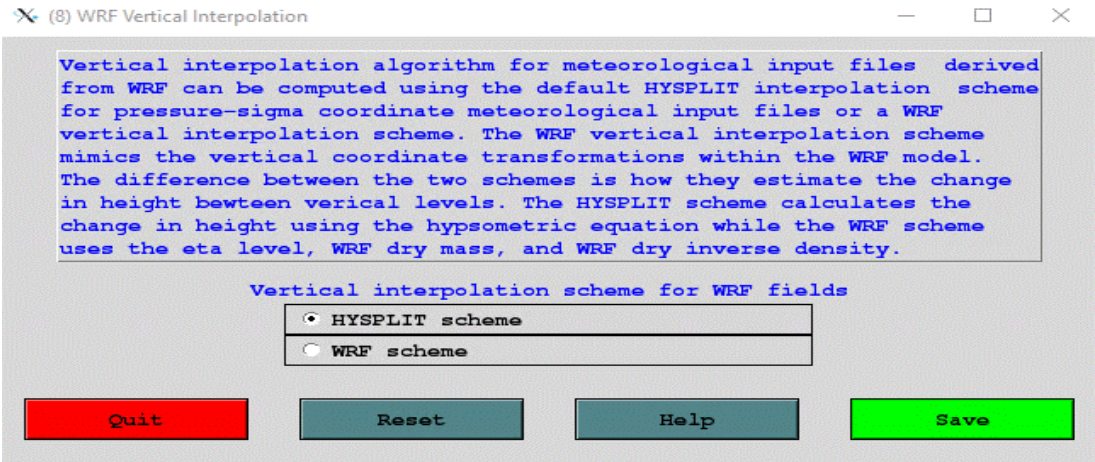 (8) WRF Vertical Interpolation
Vertical interpolation algorithm for meteorological input files derived
from WRF can be computed using the default HYSPLIT interpolation scheme
for pressure-sigma coordinate meteorological input files or a WRF
vertical interpolation scheme. The WRF vertical interpolation scheme
mimics the vertical coordinate transformations within the WRF model.
The difference between the two schemes is how they estimate the change
in height bewteen verical levels. The HYSPLIT scheme calculates the
change in height using the hypsometric equation while the WRF scheme
uses the eta level, WRF dry mass, and WRF dry inverse density.
Vertical interpolation scheme for WRF fields
HYSPLIT scheme
WRF scheme
Quit Reset Help Save